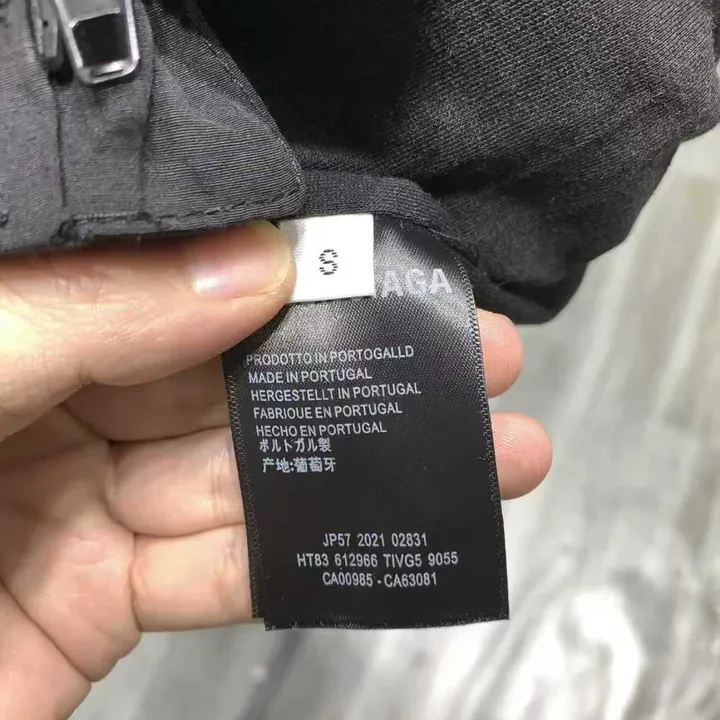 S
AGA
PRODOTTO IN PORTOGALLD
MADE IN PORTUGAL
HERGESTELLT IN PORTUGAL
FABRIQUE EN PORTUGAL
HECHO EN PORTUGAL
ポルトガル製
产地:葡萄牙
JP57 2021 02831
HT83 612966 TIVG5 9055
CA00985 - CA63081